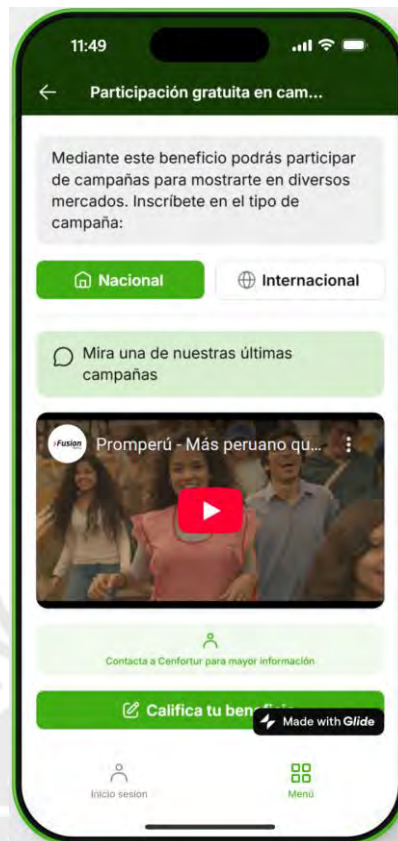 11:49
Participación gratuita en cam...
Mediante este beneficio podrás participar
de campañas para mostrarte en diversos
mercados. Inscríbete en el tipo de
campaña:
Nacional
Internacional
Mira una de nuestras últimas
campañas
Fusion
Promperú - Más peruano qu...
Contacta a Cenfortur para mayor información
Califica tu ben
Made with Glide
Inicio sesion
Menú